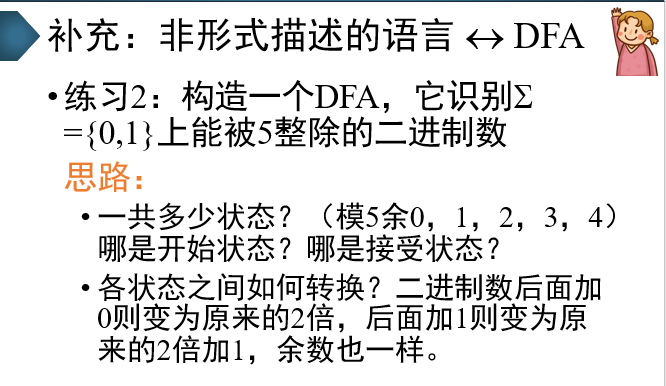 补充：非形式描述的语言 ↔ DFA
•练习2：构造一个DFA，它识别Σ
={0,1}上能被5整除的二进制数
思路：
•一共多少状态？（模5余0，1，2，3，4）
哪是开始状态？哪是接受状态？
•各状态之间如何转换？二进制数后面加
0则变为原来的2倍，后面加1则变为原
来的2倍加1，余数也一样。